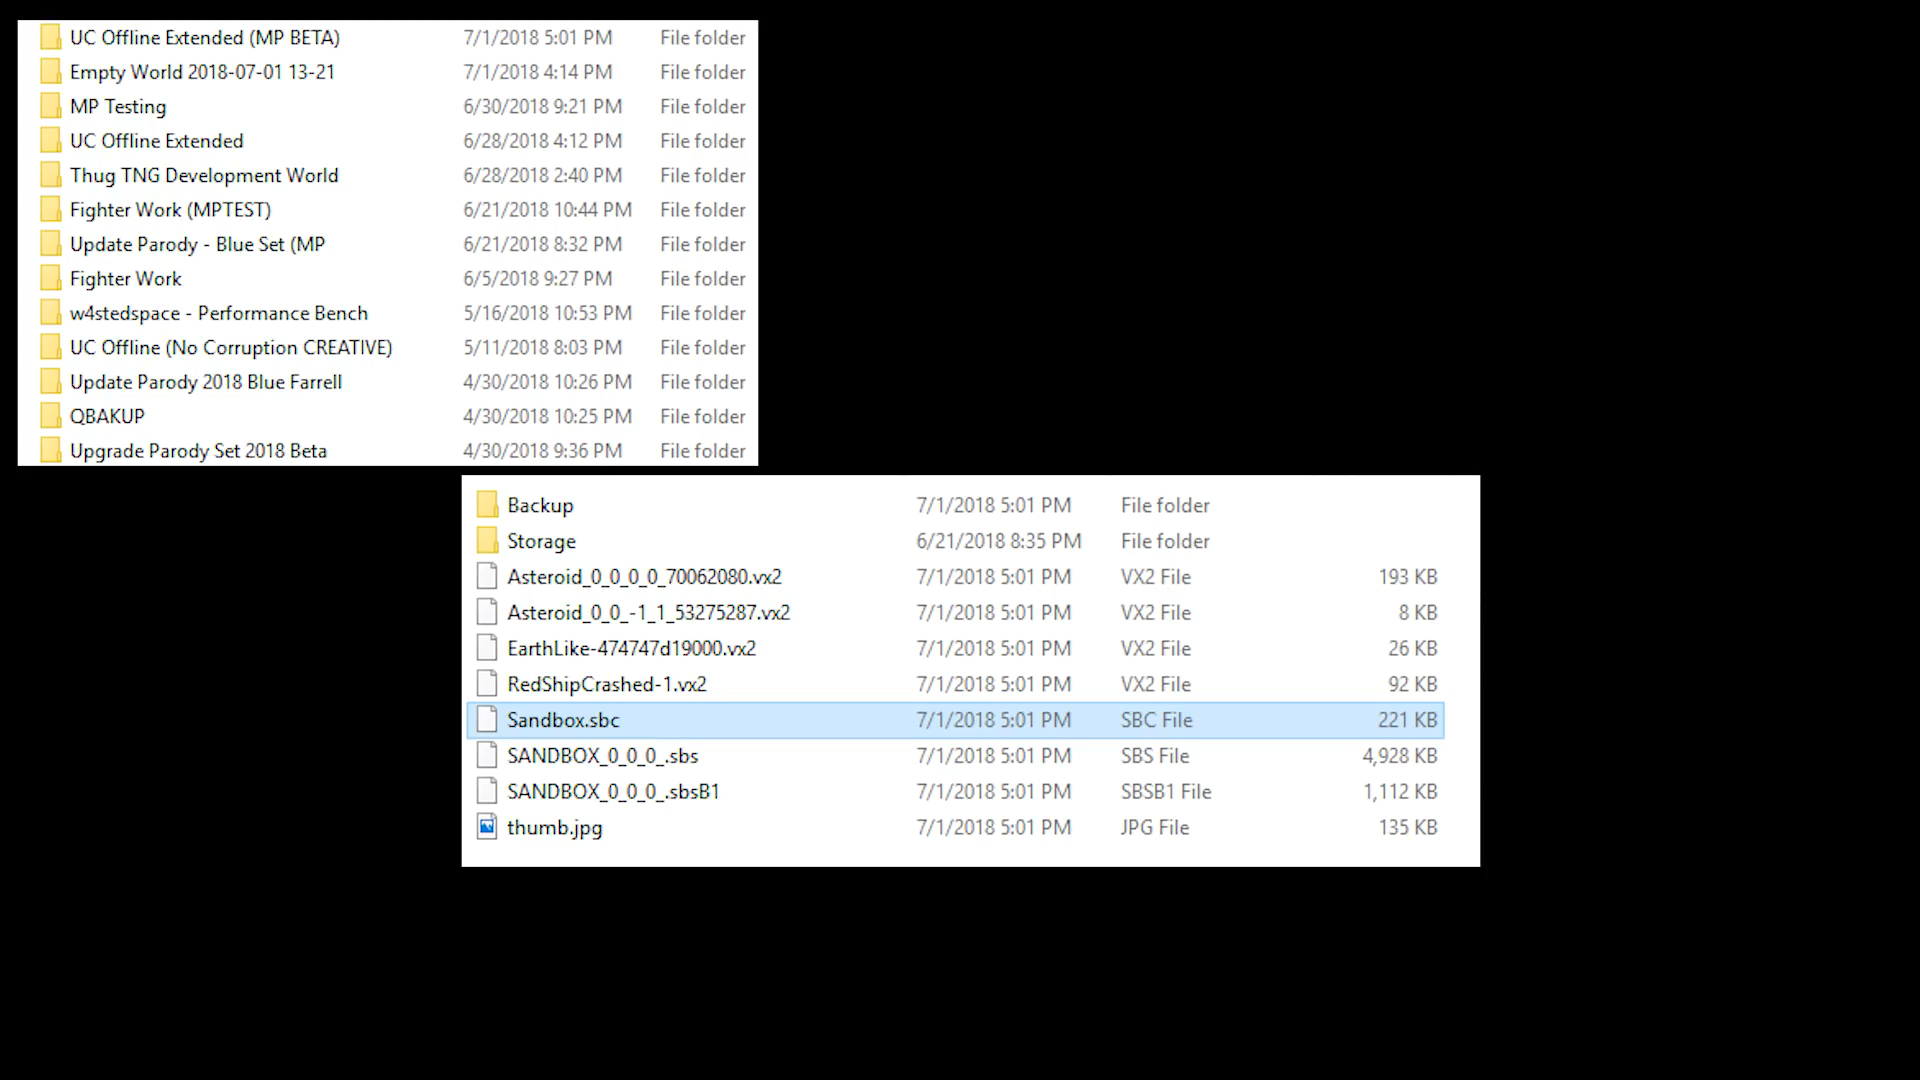 UC Offline Extended (MP BETA) 7/1/2018 5:01 PM File folder
Empty World 2018-07-01 13-21 7/1/2018 4:14 PM File folder
MP Testing 6/30/2018 9:21 PM File folder
UC Offline Extended 6/28/2018 4:12 PM File folder
Thug TNG Development World 6/28/2018 2:40 PM File folder
Fighter Work (MPTEST) 6/21/2018 10:44 PM File folder
Update Parody - Blue Set (MP 6/21/2018 8:32 PM File folder
Fighter Work 6/5/2018 9:27 PM File folder
w4stedspace - Performance Bench 5/16/2018 10:53 PM File folder
UC Offline (No Corruption CREATIVE) 5/11/2018 8:03 PM File folder
Update Parody 2018 Blue Farrell 4/30/2018 10:26 PM File folder
QBAKUP 4/30/2018 10:25 PM File folder
Upgrade Parody Set 2018 Beta 4/30/2018 9:36 PM File folder
Backup 7/1/2018 5:01 PM File folder
Storage 6/21/2018 8:35 PM File folder
Asteroid_0_0_0_0_70062080.vx2 7/1/2018 5:01 PM VX2 File 193 KB
Asteroid_0_0_-1_1_53275287.vx2 7/1/2018 5:01 PM VX2 File 8 KB
EarthLike-474747d19000.vx2 7/1/2018 5:01 PM VX2 File 26 KB
RedShipCrashed-1.vx2 7/1/2018 5:01 PM VX2 File 92 KB
Sandbox.sbc 7/1/2018 5:01 PM SBC File 221 KB
SANDBOX_0_0_0_.sbs 7/1/2018 5:01 PM SBS File 4,928 KB
SANDBOX_0_0_0_.sbsB1 7/1/2018 5:01 PM SBSB1 File 1,112 KB
thumb.jpg 7/1/2018 5:01 PM JPG File 135 KB